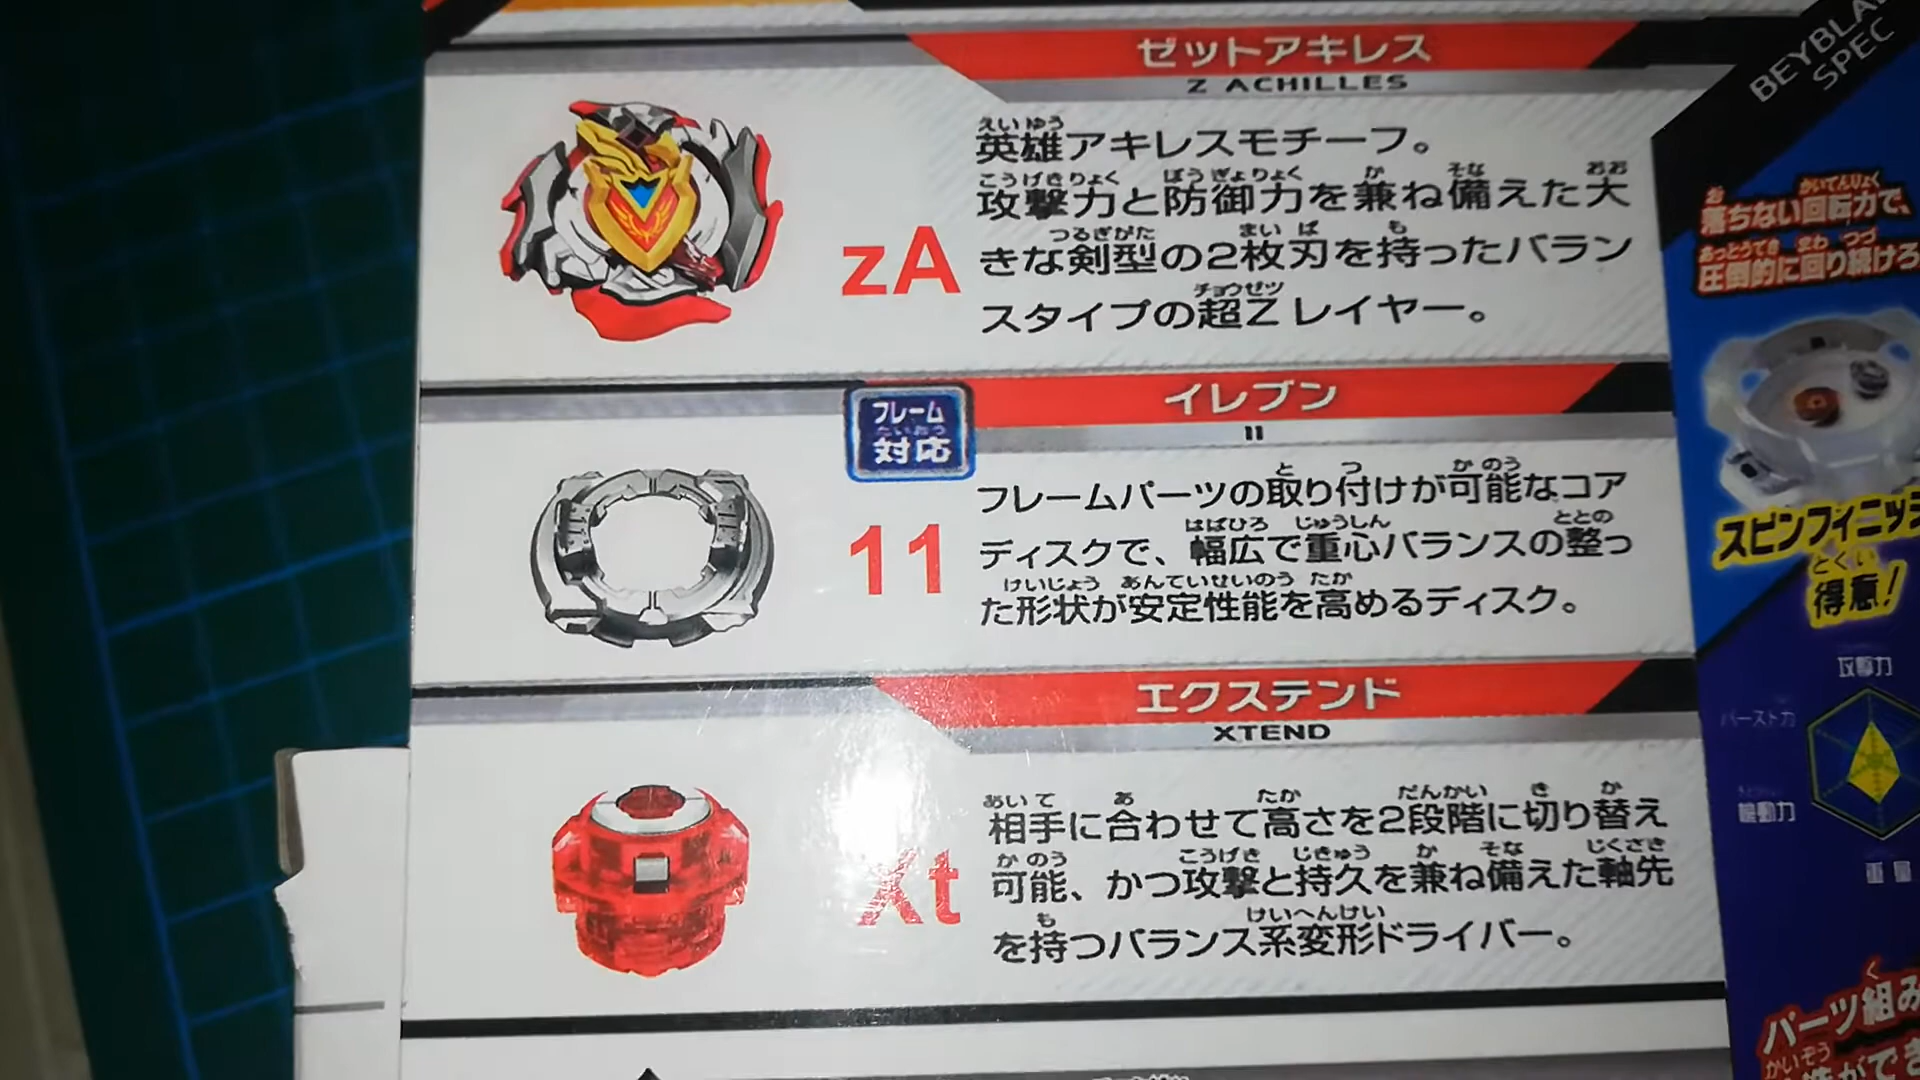 ゼットアキレス
Z ACHILLES
zA
英雄アキレスモチーフ。
攻撃力と防御力を兼ね備えた大
きな剣型の2枚刃を持ったバラン
スタイプの超Zレイヤー。
フレーム
対応
イレブン
11
11
フレームパーツの取り付けが可能なコア
ディスクで、幅広で重心バランスの整っ
た形状が安定性能を高めるディスク。
エクステンド
XTEND
Xt
相手に合わせて高さを2段階に切り替え
可能、かつ攻撃と持久を兼ね備えた軸先
を持つバランス系変形ドライバー。
SPEC
落ちない回転力で、
圧倒的に回り続けろ
スピンフィニッシ
得意!
攻撃力
バースト力
機動力
重量
パーツ組み